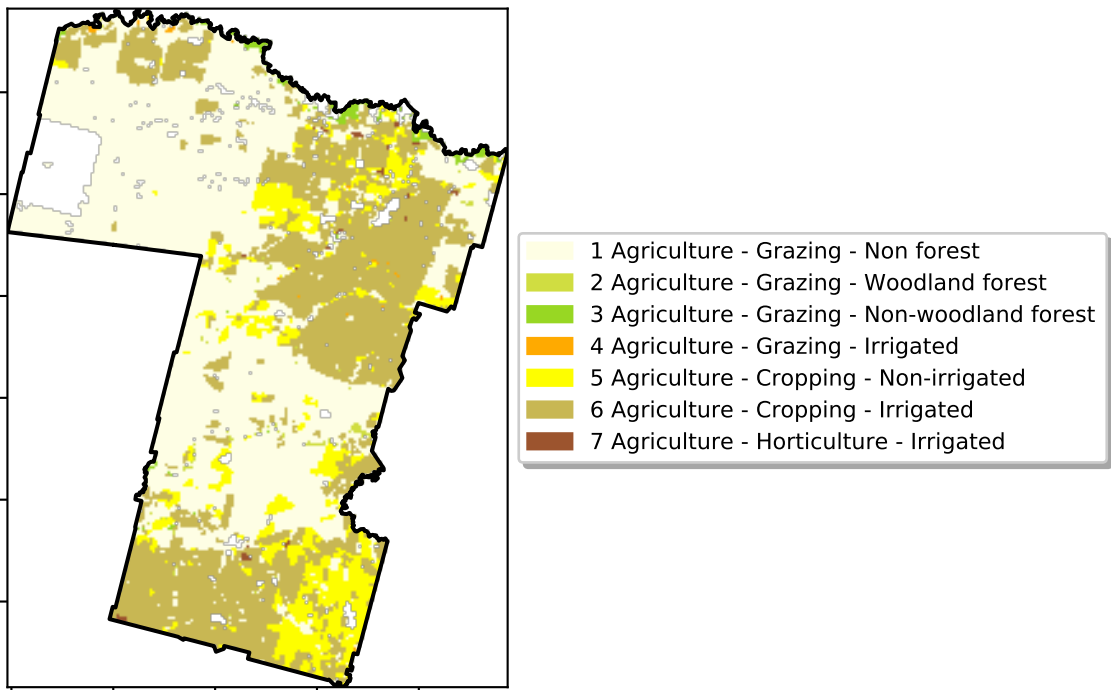 1 Agriculture - Grazing - Non forest
2 Agriculture - Grazing - Woodland forest
3 Agriculture - Grazing - Non-woodland forest
4 Agriculture - Grazing - Irrigated
5 Agriculture - Cropping - Non-irrigated
6 Agriculture - Cropping - Irrigated
7 Agriculture - Horticulture - Irrigated